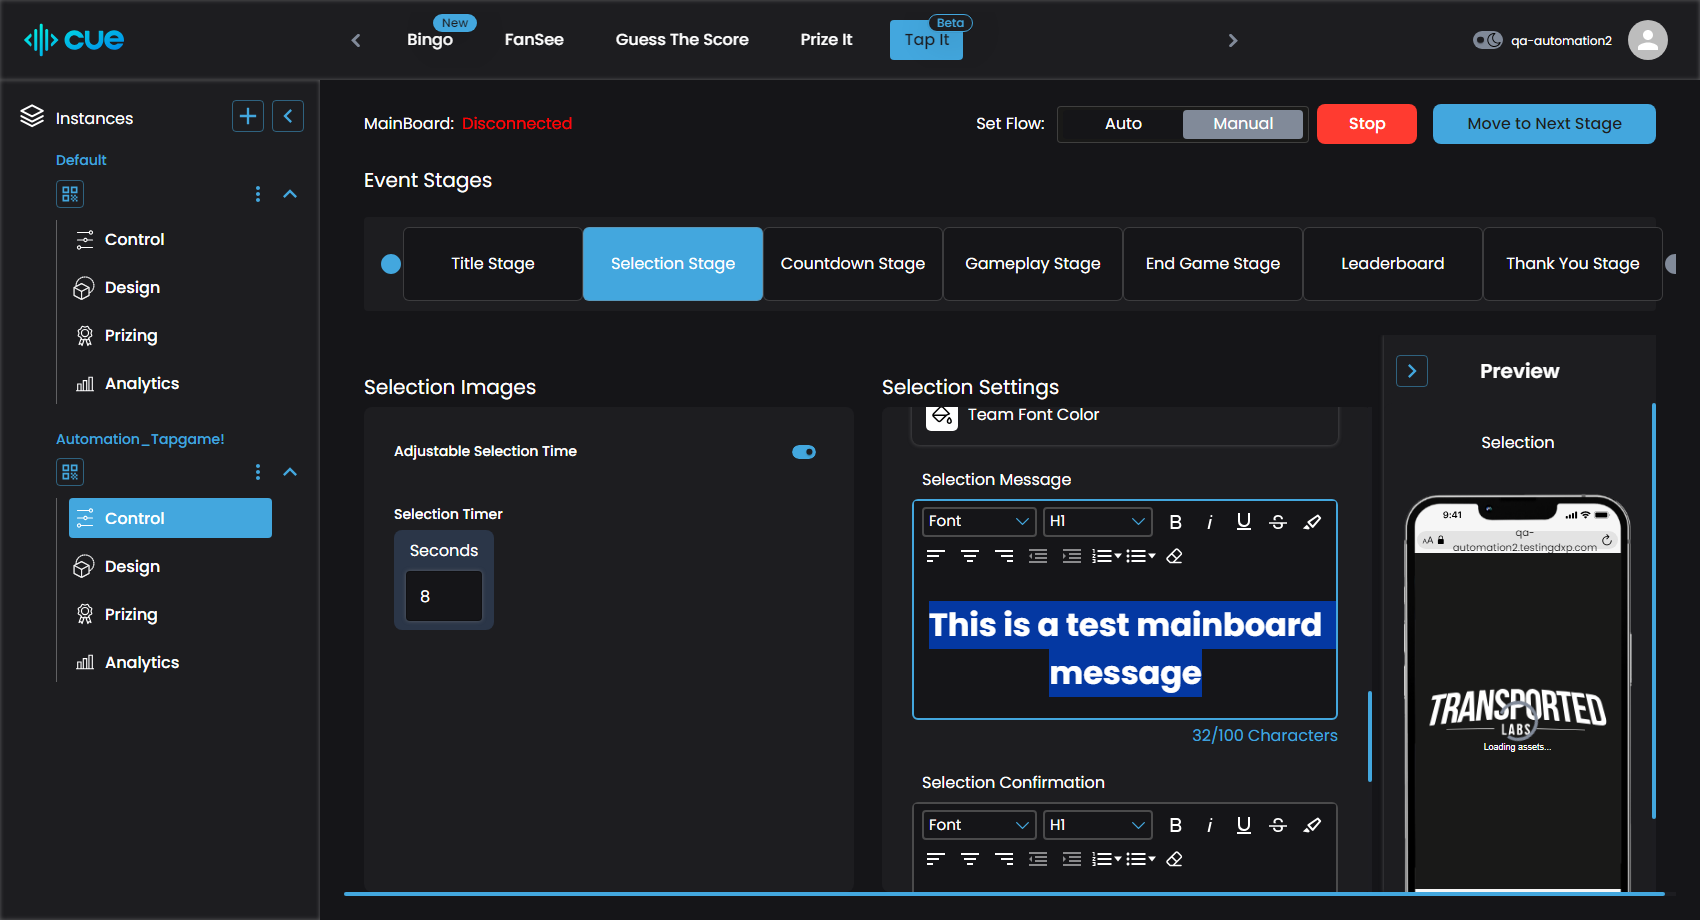 cue
New
Bingo
FanSee
Guess The Score
Prize It
Beta
Tap It
qa-automation2
Instances
Default
Control
Design
Prizing
Analytics
Automation_Tapgame!
Control
Design
Prizing
Analytics
MainBoard: Disconnected
Set Flow:
Auto
Manual
Stop
Move to Next Stage
Event Stages
Title Stage
Selection Stage
Countdown Stage
Gameplay Stage
End Game Stage
Leaderboard
Thank You Stage
Selection Images
Adjustable Selection Time
Selection Timer
Seconds
8
Selection Settings
Team Font Color
Selection Message
Font
H1
B
i
U
S
This is a test mainboard
message
32/100 Characters
Selection Confirmation
Font
H1
B
i
U
S
Preview
Selection
9:41
AA
qa-
automation2.testingdxp.com
TRANSPORTED
LABS
Loading assets...